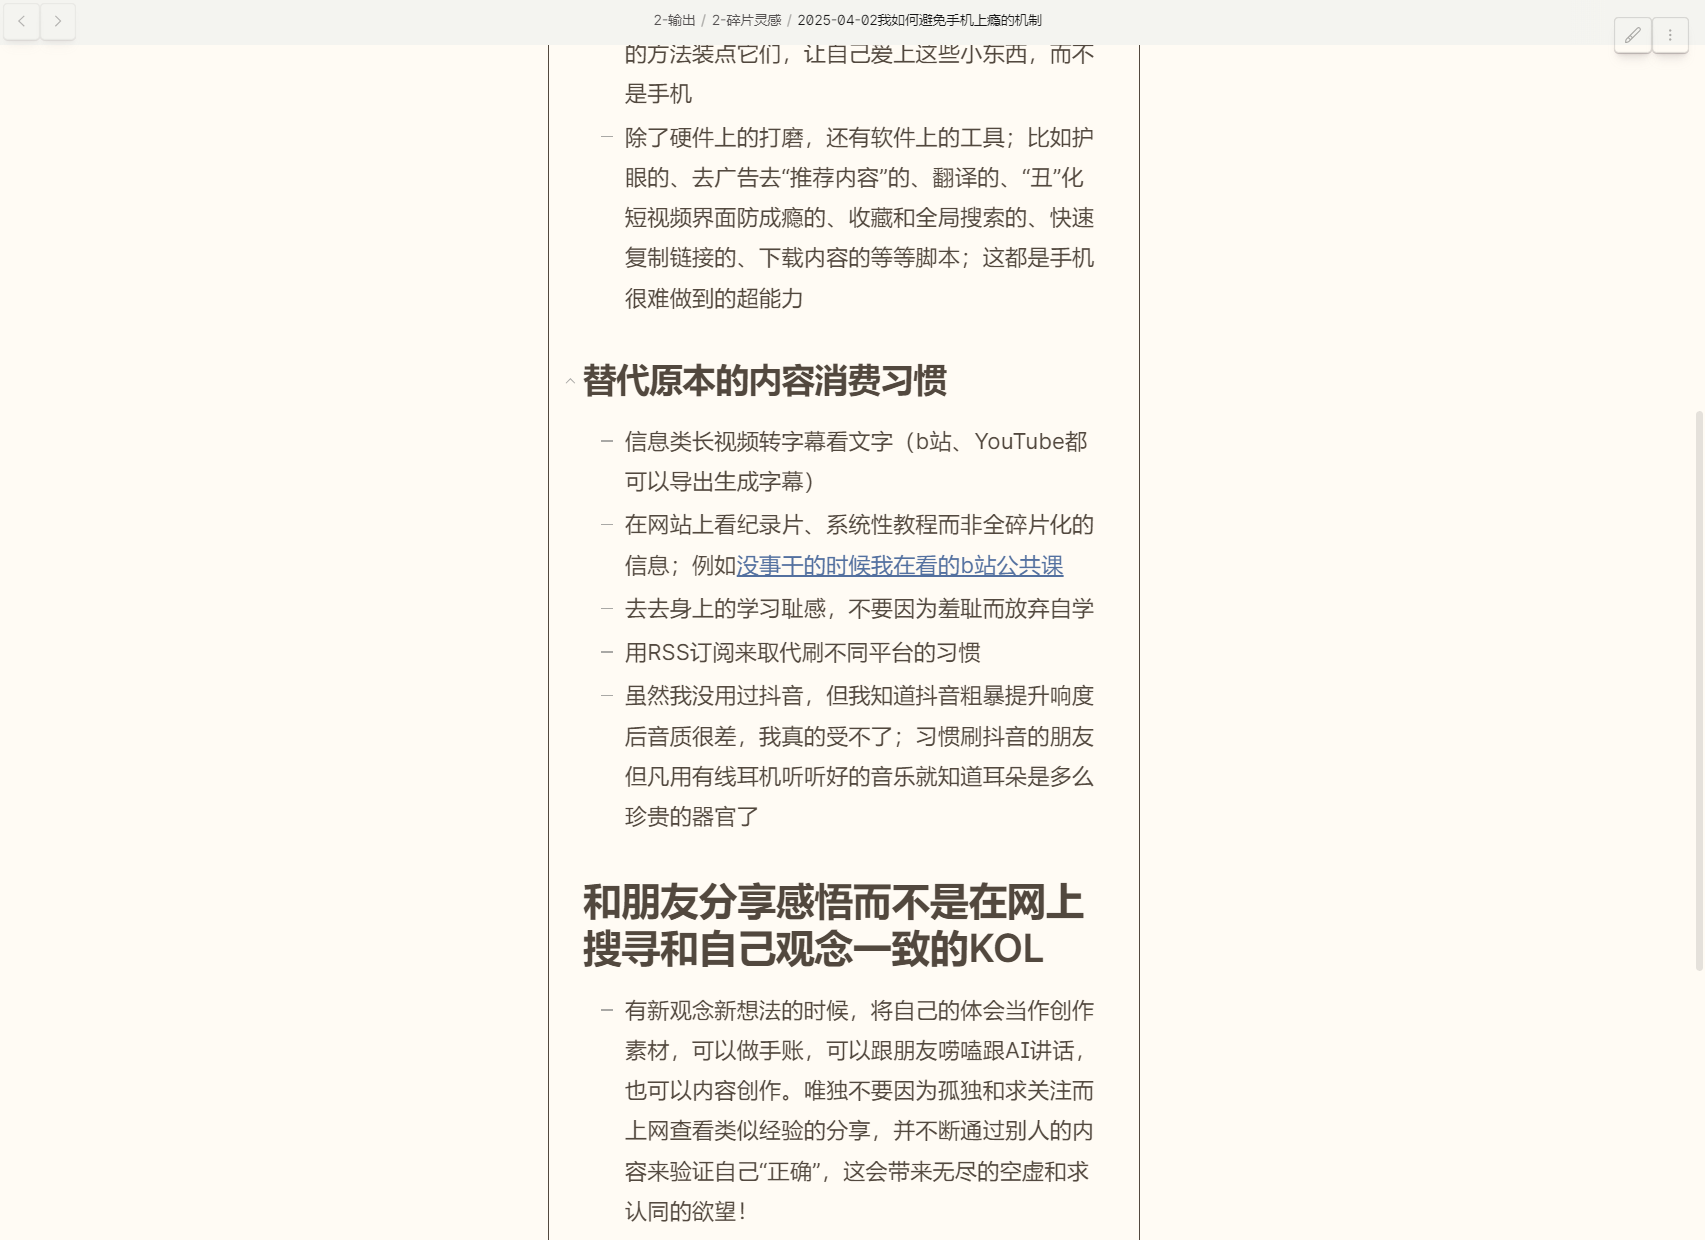 2-输出 / 2-碎片灵感 / 2025-04-02我如何避免手机上瘾的机制
的方法装点它们，让自己爱上这些小东西，而不
是手机
除了硬件上的打磨，还有软件上的工具；比如护
眼的、去广告去“推荐内容”的、翻译的、“丑”化
短视频界面防成瘾的、收藏和全局搜索的、快速
复制链接的、下载内容的等等脚本；这都是手机
很难做到的超能力
替代原本的内容消费习惯
信息类长视频转字幕看文字（b站、YouTube都
可以导出生成字幕）
在网站上看纪录片、系统性教程而非全碎片化的
信息；例如没事干的时候我在看的b站公共课
去去身上的学习耻感，不要因为羞耻而放弃自学
用RSS订阅来取代刷不同平台的习惯
虽然我没用过抖音，但我知道抖音粗暴提升响度
后音质很差，我真的受不了；习惯刷抖音的朋友
但凡用有线耳机听听好的音乐就知道耳朵是多么
珍贵的器官了
和朋友分享感悟而不是在网上
搜寻和自己观念一致的KOL
有新观念新想法的时候，将自己的体会当作创作
素材，可以做手账，可以跟朋友唠嗑跟AI讲话，
也可以内容创作。唯独不要因为孤独和求关注而
上网查看类似经验的分享，并不断通过别人的内
容来验证自己“正确”，这会带来无尽的空虚和求
认同的欲望！